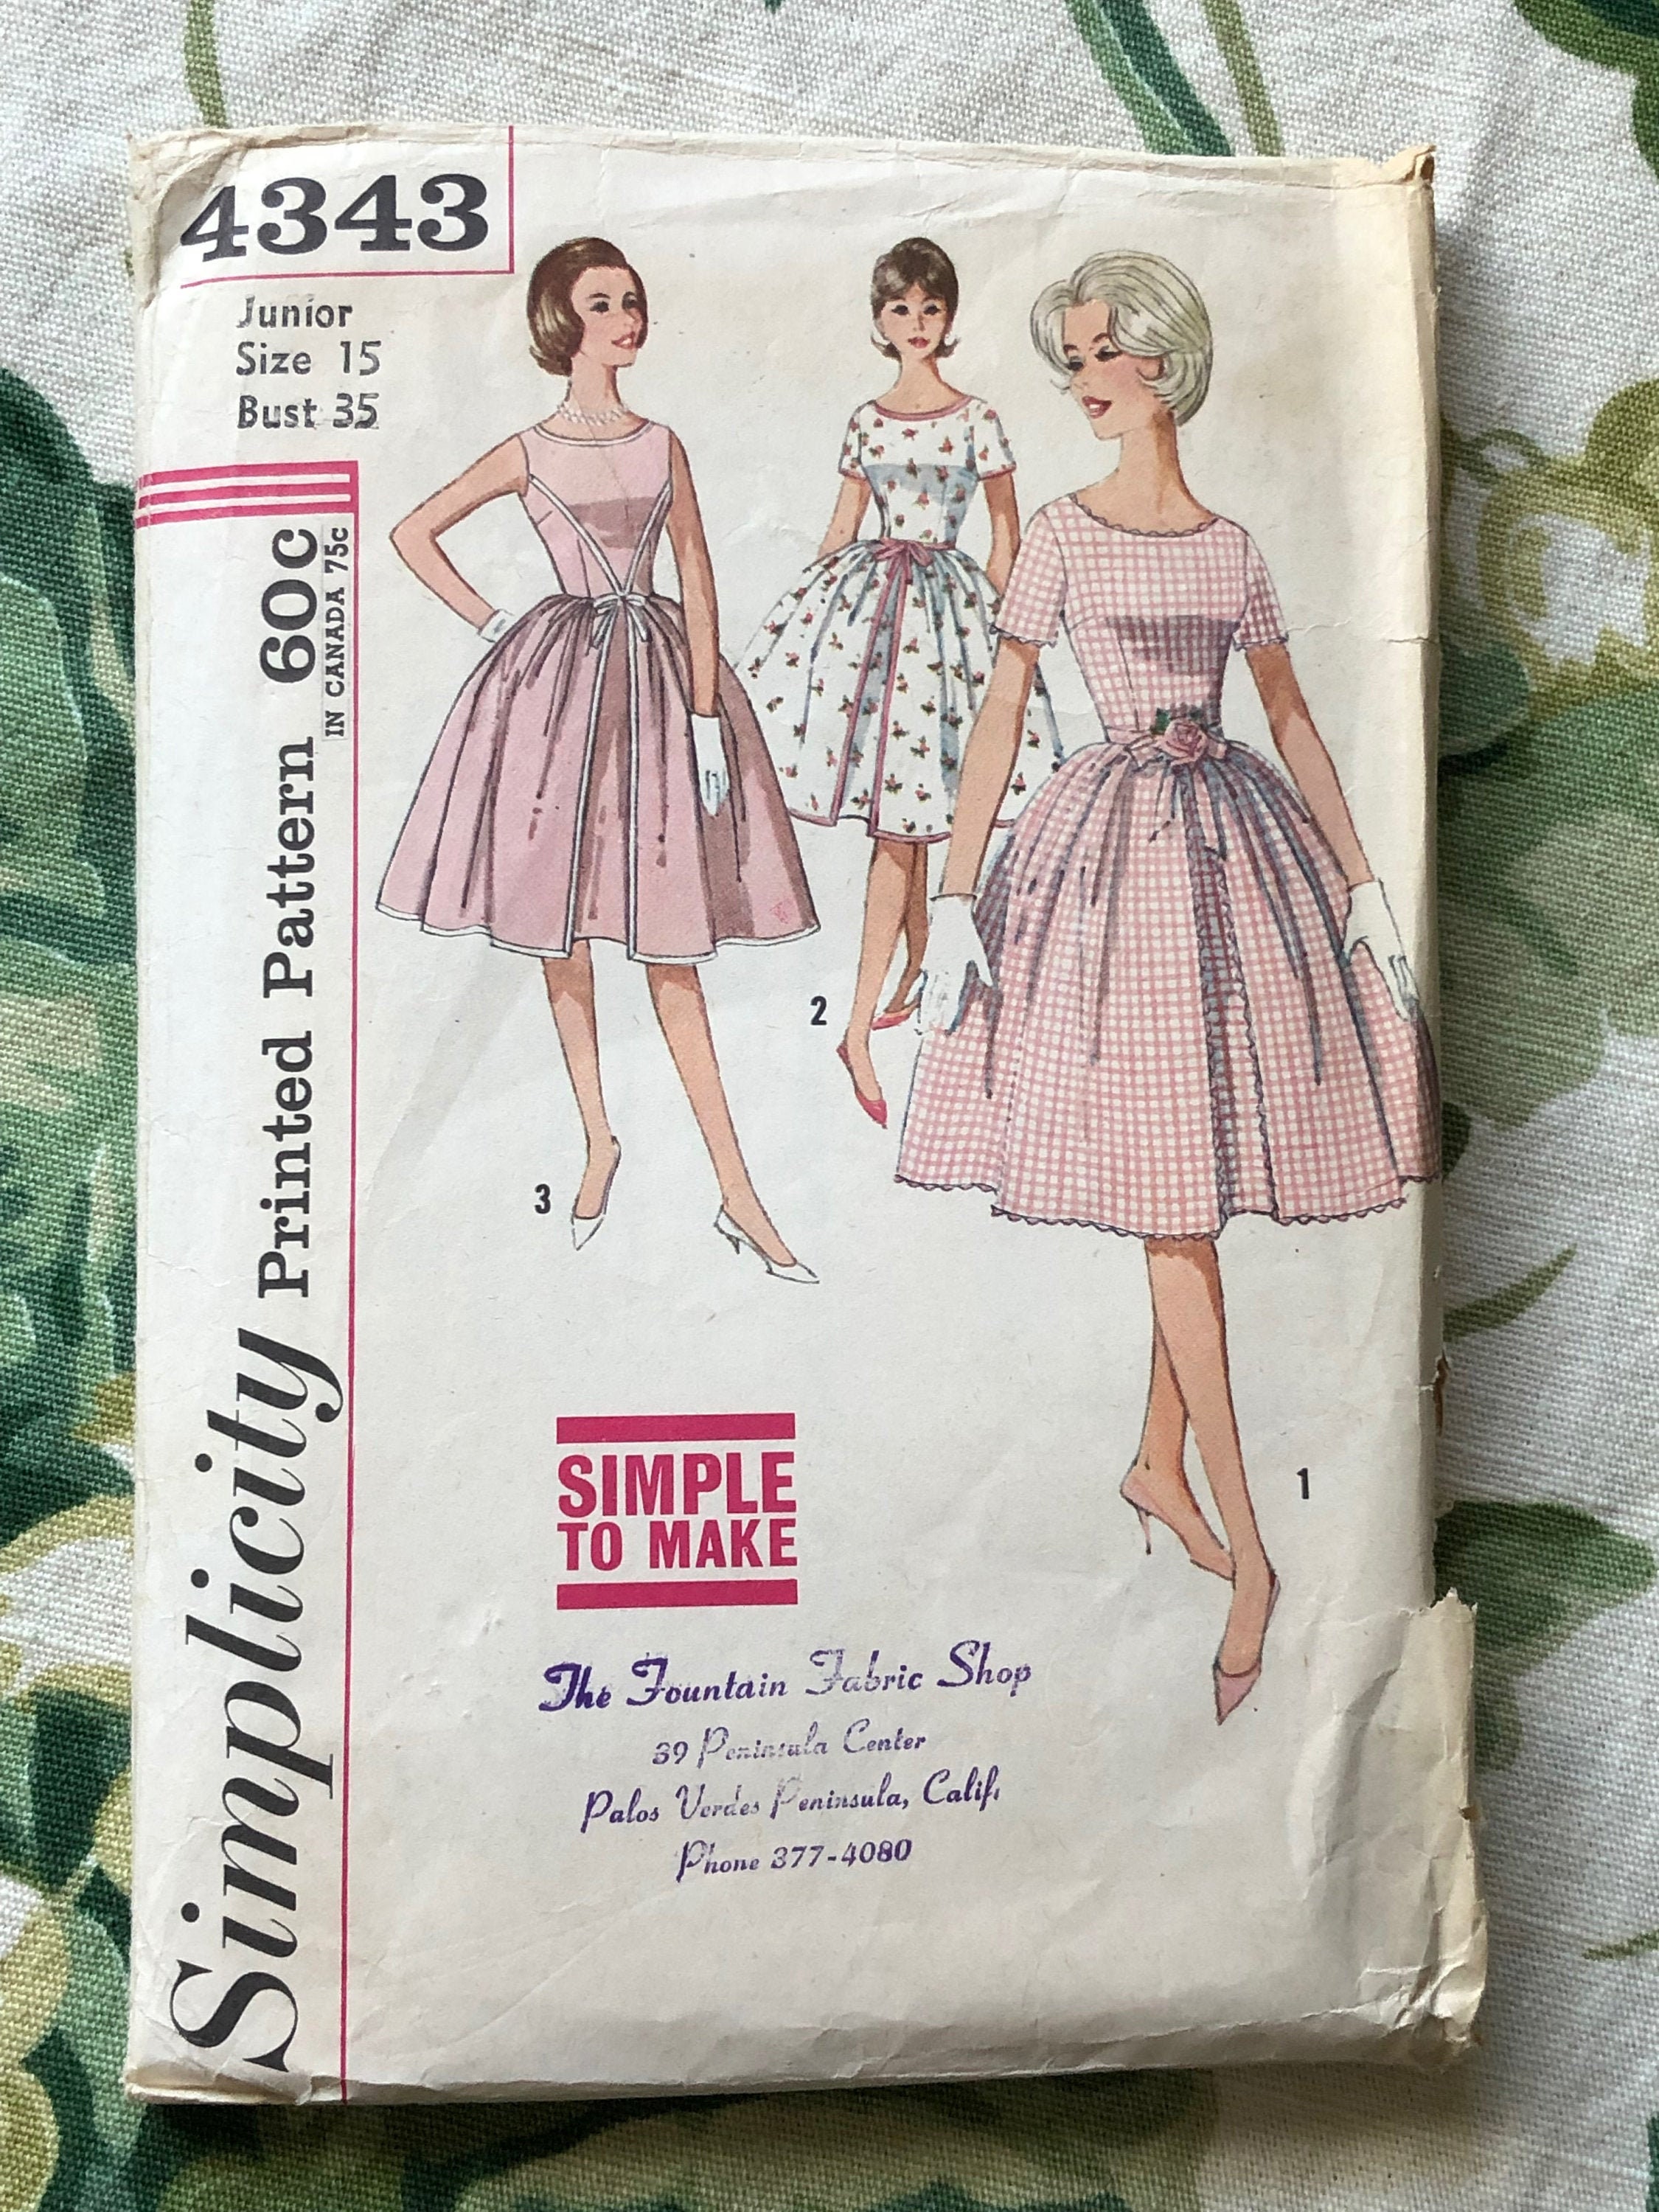 4343
Junior
Size 15
Bust 35
Simplicity Printed Pattern 60c
IN CANADA 75c
3
2
1
SIMPLE
TO MAKE
The Fountain Fabric Shop
39 Peninsula Center
Palos Verdes Peninsula, Calif.
Phone 377-4080